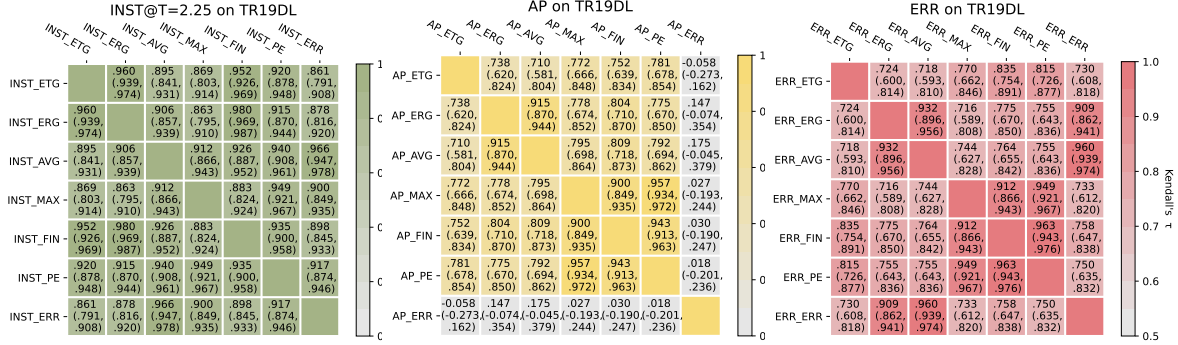 INST@T=2.25 on TR19DL
INST_ETG INST_ERG INST_AVG INST_MAX INST_FIN INST_PE INST_ERR
INST_ETG .960 .895 .869 .952 .920 .861
(.939, (.841, (.803, (.926, (.878, (.791,
.974) .931) .914) .969) .948) .908)
INST_ERG .960 .906 .863 .980 .915 .878
(.939, (.857, (.795, (.969, (.870, (.816,
.974) .939) .910) .987) .944) .920)
INST_AVG .895 .906 .912 .926 .940 .966
(.841, (.857, (.866, (.887, (.908, (.947,
.931) .939) .943) .952) .961) .978)
INST_MAX .869 .863 .912 .883 .949 .900
(.803, (.795, (.866, (.824, (.921, (.849,
.914) .910) .943) .924) .967) .935)
INST_FIN .952 .980 .926 .883 .935 .898
(.926, (.969, (.887, (.824, (.900, (.845,
.969) .987) .952) .924) .958) .933)
INST_PE .920 .915 .940 .949 .935 .917
(.878, (.870, (.908, (.921, (.900, (.874,
.948) .944) .961) .967) .958) .946)
INST_ERR .861 .878 .966 .900 .898 .917
(.791, (.816, (.947, (.849, (.845, (.874,
.908) .920) .978) .935) .933) .946)
AP on TR19DL
AP_ETG AP_ERG AP_AVG AP_MAX AP_FIN AP_PE AP_ERR
AP_ETG .738 .710 .772 .752 .781 -0.058
(.620, (.581, (.666, (.639, (.678, (-0.273,
.824) .804) .848) .834) .854) .162)
AP_ERG .738 .915 .778 .804 .775 .147
(.620, (.870, (.674, (.710, (.670, (-0.074,
.824) .944) .852) .870) .850) .354)
AP_AVG .710 .915 .795 .809 .792 .175
(.581, (.870, (.698, (.718, (.694, (-0.045,
.804) .944) .864) .873) .862) .379)
AP_MAX .772 .778 .795 .900 .957 .027
(.666, (.674, (.698, (.849, (.934, (-0.193,
.848) .852) .864) .935) .972) .244)
AP_FIN .752 .804 .809 .900 .943 .030
(.639, (.710, (.718, (.849, (.913, (-0.190,
.834) .870) .873) .935) .963) .247)
AP_PE .781 .775 .792 .957 .943 .018
(.678, (.670, (.694, (.934, (.913, (-0.201,
.854) .850) .862) .972) .963) .236)
AP_ERR -0.058 .147 .175 .027 .030 .018
(-0.273, (-0.074, (-0.045, (-0.193, (-0.190, (-0.201,
.162) .354) .379) .244) .247) .236)
ERR on TR19DL
ERR_ETG ERR_ERG ERR_AVG ERR_MAX ERR_FIN ERR_PE ERR_ERR
ERR_ETG .724 .718 .770 .835 .815 .730
(.600, (.593, (.662, (.754, (.726, (.608,
.814) .810) .846) .891) .877) .818)
ERR_ERG .724 .932 .716 .775 .755 .909
(.600, (.896, (.589, (.670, (.643, (.862,
.814) .956) .808) .850) .836) .941)
ERR_AVG .718 .932 .744 .764 .755 .960
(.593, (.896, (.627, (.655, (.643, (.939,
.810) .956) .828) .842) .836) .974)
ERR_MAX .770 .716 .744 .912 .949 .733
(.662, (.589, (.627, (.866, (.921, (.612,
.846) .808) .828) .943) .967) .820)
ERR_FIN .835 .775 .764 .912 .963 .758
(.754, (.670, (.655, (.866, (.943, (.647,
.891) .850) .842) .943) .976) .838)
ERR_PE .815 .755 .755 .949 .963 .750
(.726, (.643, (.643, (.921, (.943, (.635,
.877) .836) .836) .967) .976) .832)
ERR_ERR .730 .909 .960 .733 .758 .750
(.608, (.862, (.939, (.612, (.647, (.635,
.818) .941) .974) .820) .838) .832)
1.0
0.9
0.8
0.7
0.6
0.5
Kendall's τ